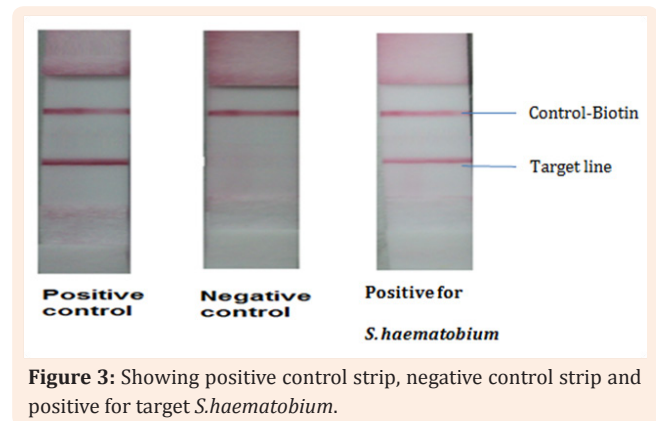 Control-Biotin
Target line
Positive control
Negative control
Positive for
S.haematobium
Figure 3: Showing positive control strip, negative control strip and
positive for target S.haematobium.